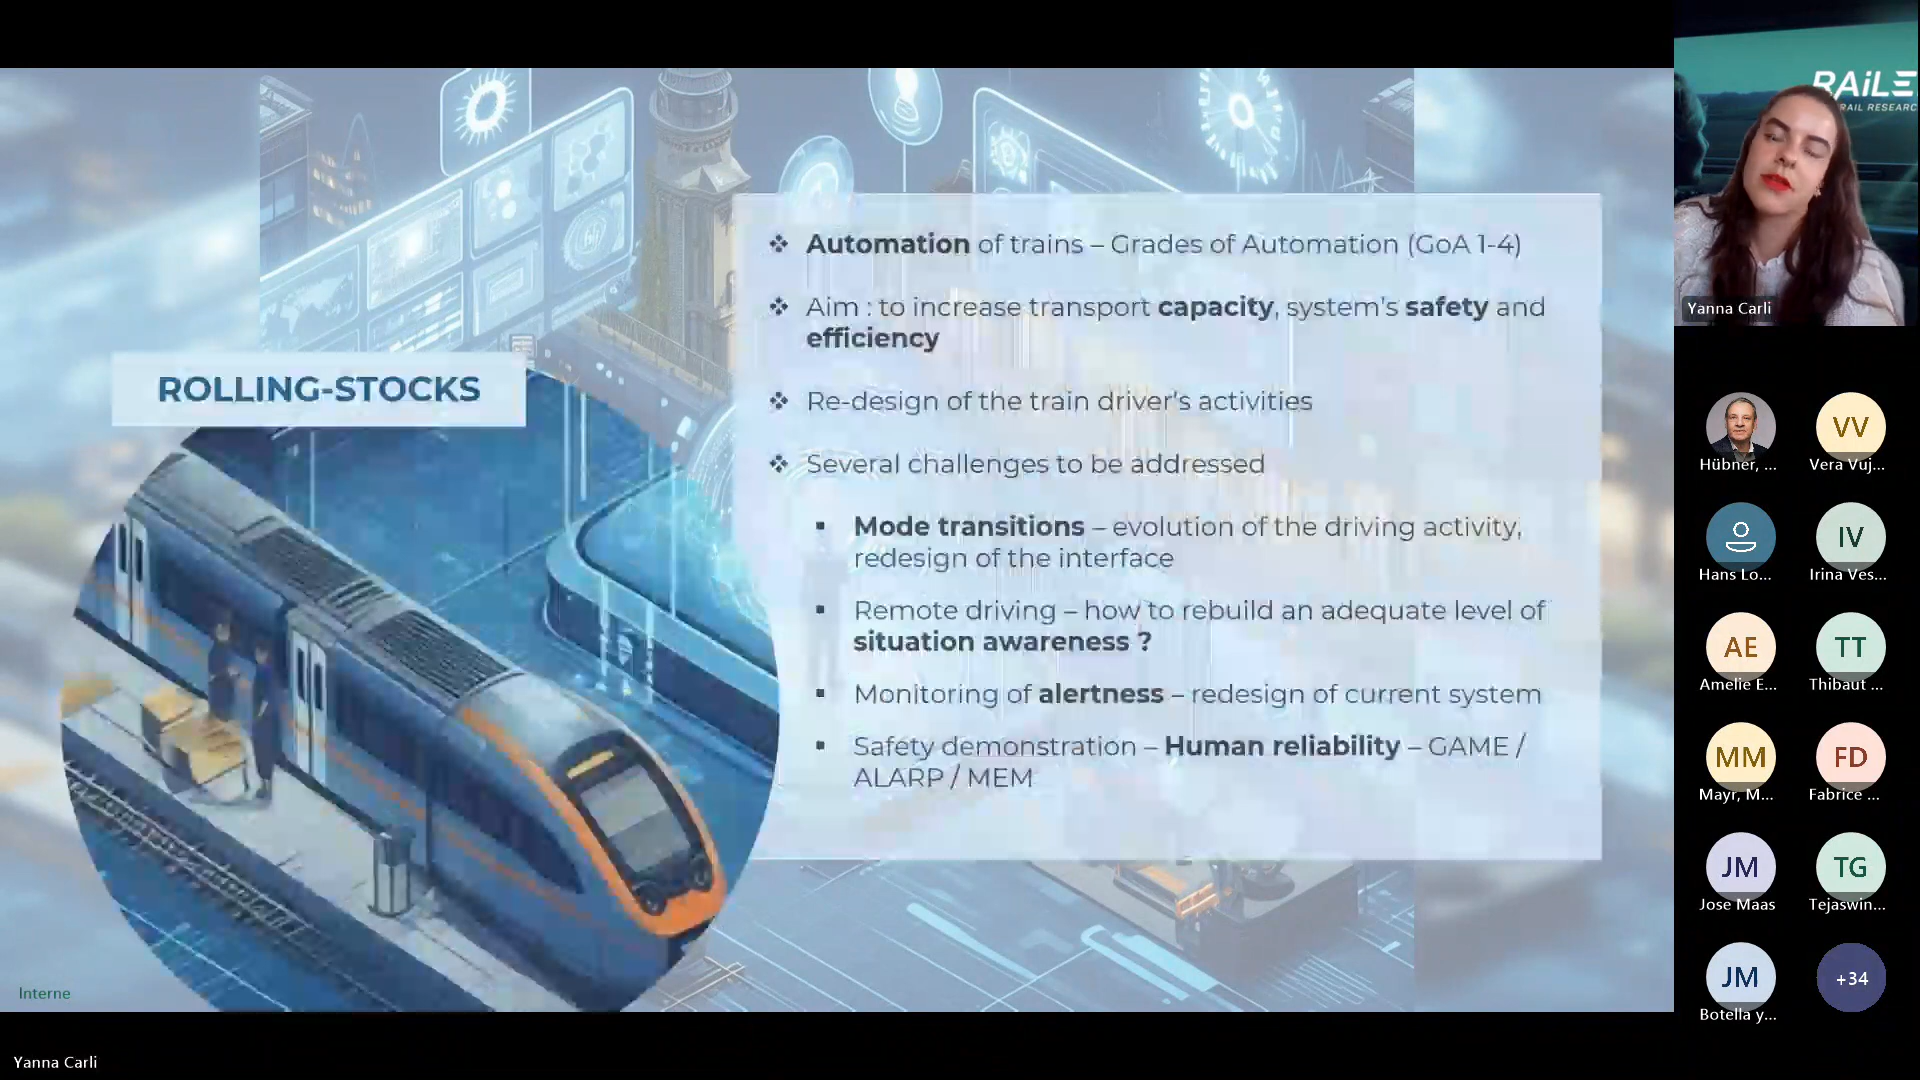 ROLLING-STOCKS
❖ Automation of trains – Grades of Automation (GoA 1-4)
❖ Aim : to increase transport capacity, system's safety and
efficiency
❖ Re-design of the train driver's activities
❖ Several challenges to be addressed
▪ Mode transitions – evolution of the driving activity,
redesign of the interface
▪ Remote driving – how to rebuild an adequate level of
situation awareness ?
▪ Monitoring of alertness – redesign of current system
▪ Safety demonstration – Human reliability – GAME /
ALARP / MEM
Interne
Yanna Carli
RAiLE
RAIL RESEARC
Yanna Carli
Hübner, ...
VV
Vera Vuj...
Hans Lo...
IV
Irina Ves...
AE
Amelie E...
TT
Thibaut ...
MM
Mayr, M...
FD
Fabrice ...
JM
Jose Maas
TG
Tejaswin...
JM
Botella y...
+34